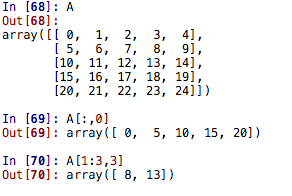 In [68]: A
Out[68]:
array([[ 0,  1,  2,  3,  4],
       [ 5,  6,  7,  8,  9],
       [10, 11, 12, 13, 14],
       [15, 16, 17, 18, 19],
       [20, 21, 22, 23, 24]])
In [69]: A[:,0]
Out[69]: array([ 0,  5, 10, 15, 20])
In [70]: A[1:3,3]
Out[70]: array([ 8, 13])